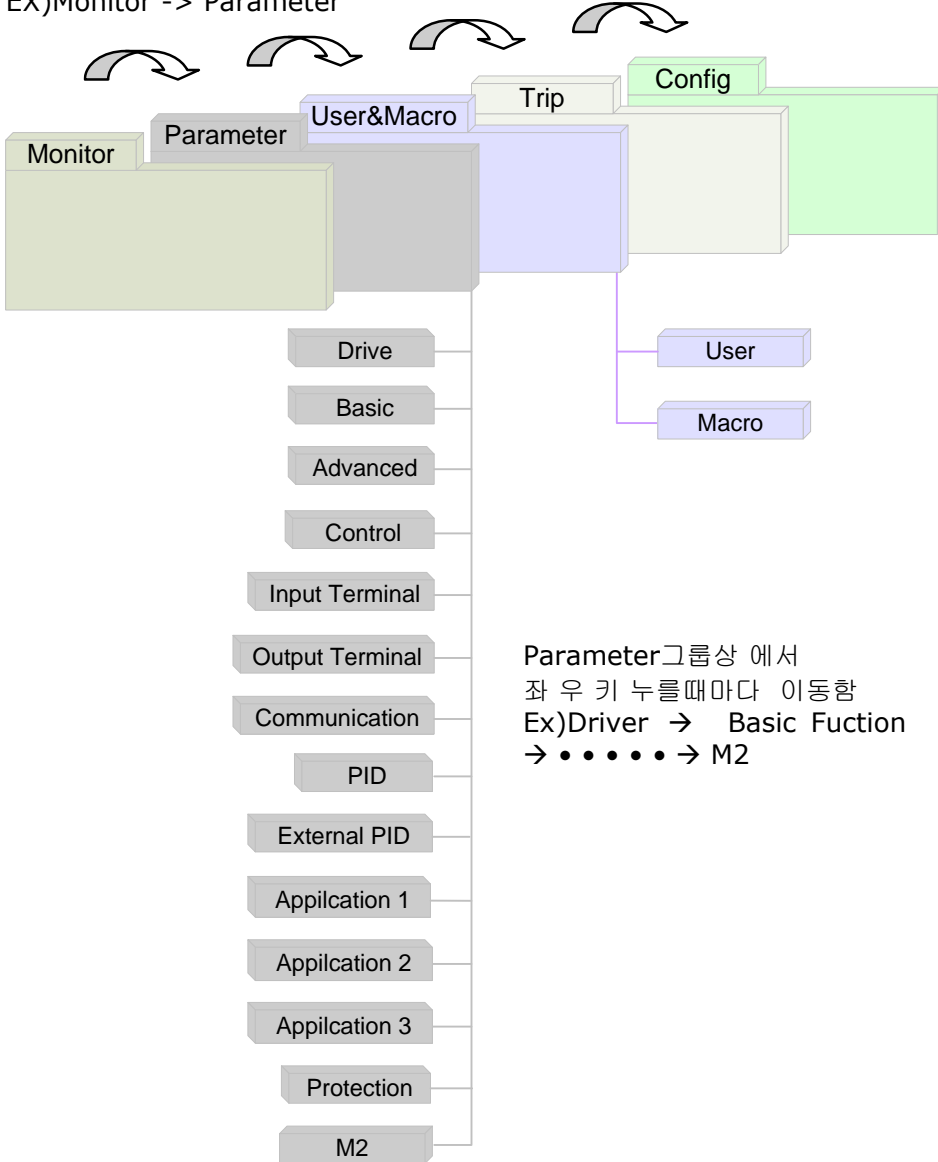 EX)Monitor -> Parameter
Config
Trip
User&Macro
Parameter
Monitor
Drive
User
Basic
Macro
Advanced
Control
Input Terminal
Output Terminal
Parameter그룹상 에서
좌 우 키 누를때마다 이동함
Ex)Driver → Basic Fuction
→ • • • • • → M2
Communication
PID
External PID
Appilcation 1
Appilcation 2
Appilcation 3
Protection
M2